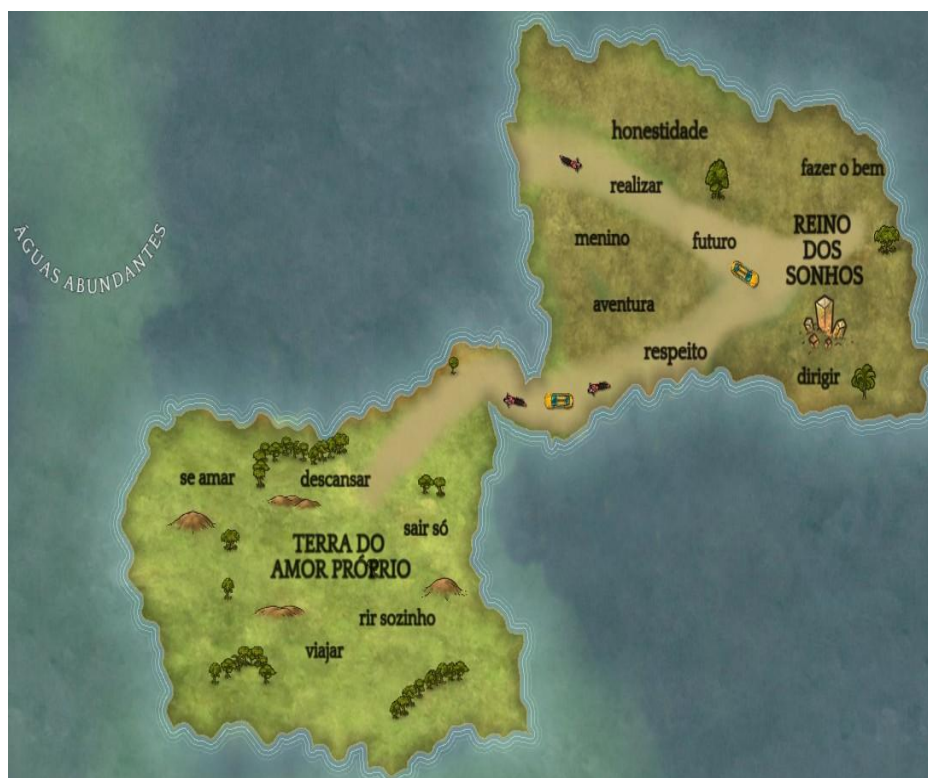 honestidade
fazer o bem
realizar
REINO
DOS
SONHOS
menino
futuro
ÁGUAS ABUNDANTES
aventura
respeito
dirigir
se amar
descansar
sair só
TERRA DO
AMOR PRÓPRIO
rir sozinho
viajar